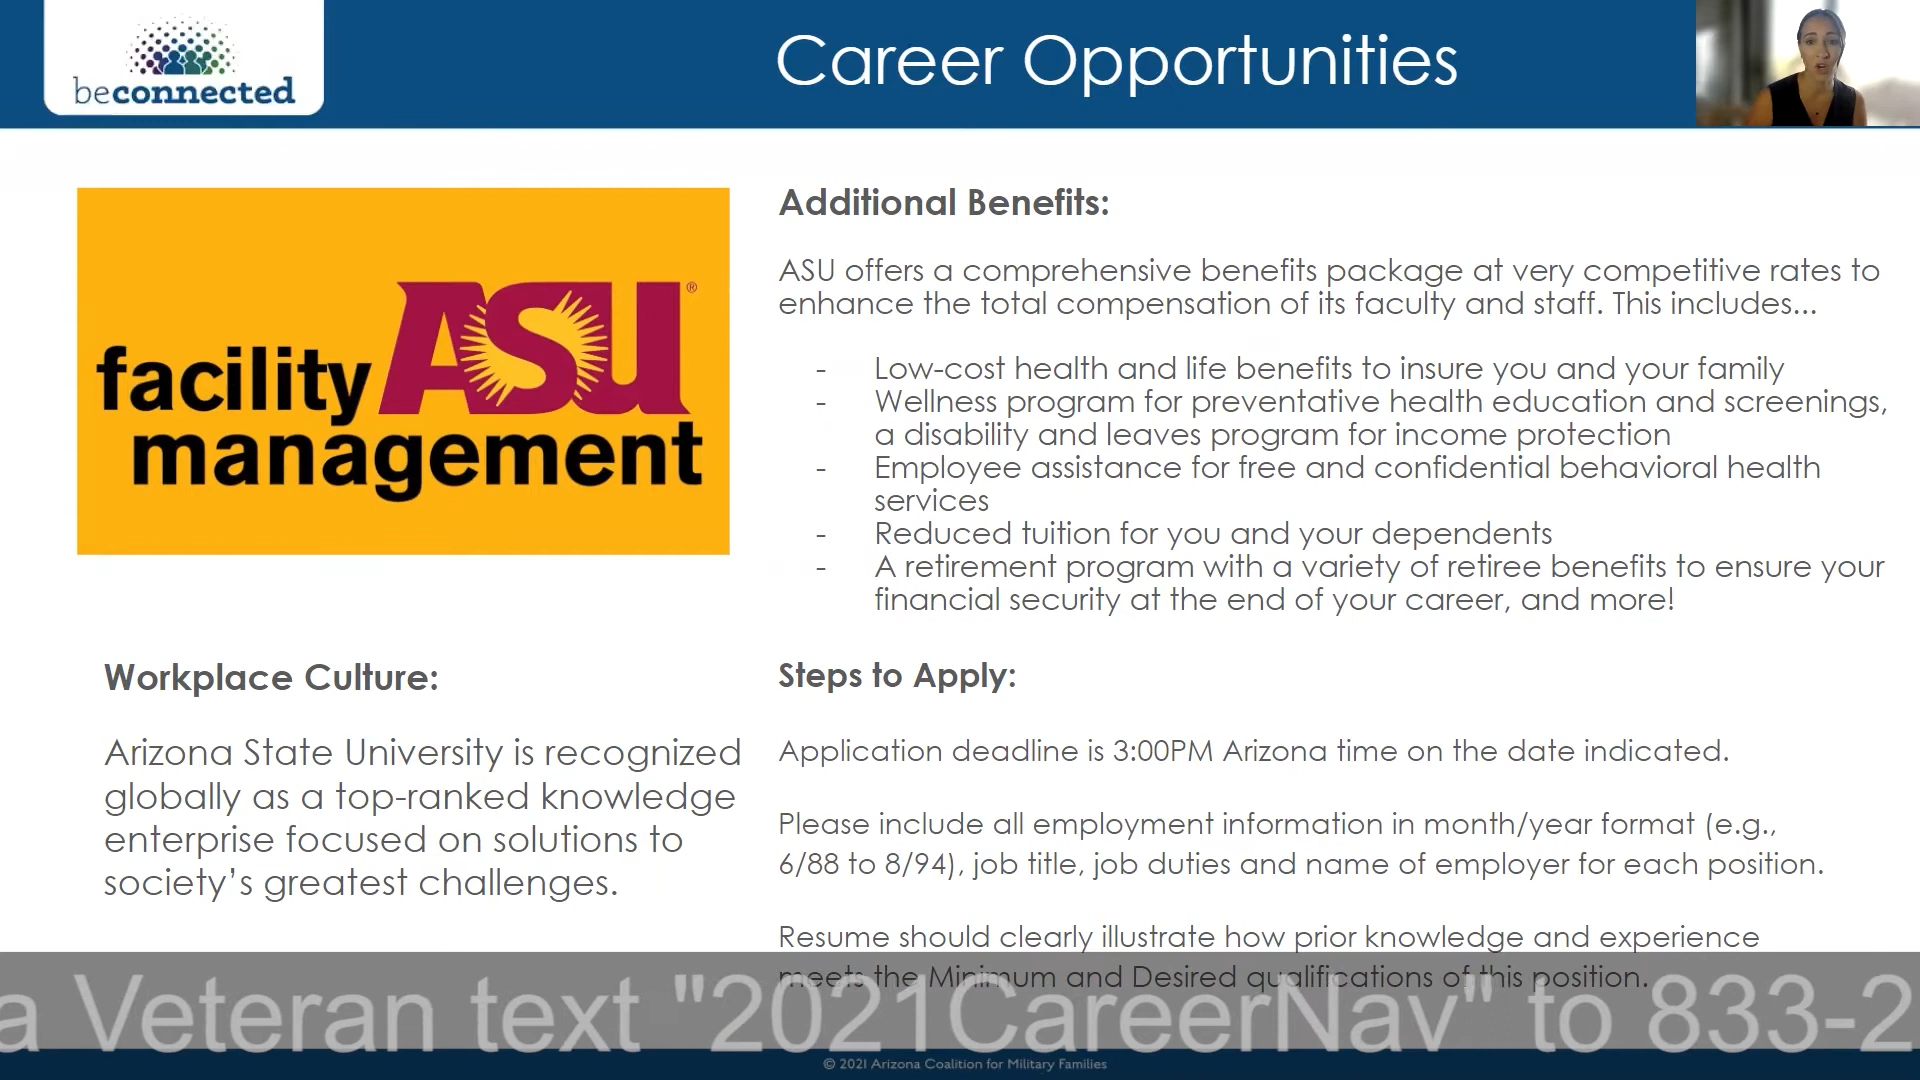 beconnected
Career Opportunities
facility ASU®
management
Additional Benefits:
ASU offers a comprehensive benefits package at very competitive rates to
enhance the total compensation of its faculty and staff. This includes...
- Low-cost health and life benefits to insure you and your family
- Wellness program for preventative health education and screenings,
a disability and leaves program for income protection
- Employee assistance for free and confidential behavioral health
services
- Reduced tuition for you and your dependents
- A retirement program with a variety of retiree benefits to ensure your
financial security at the end of your career, and more!
Workplace Culture:
Arizona State University is recognized
globally as a top-ranked knowledge
enterprise focused on solutions to
society's greatest challenges.
Steps to Apply:
Application deadline is 3:00PM Arizona time on the date indicated.
Please include all employment information in month/year format (e.g.,
6/88 to 8/94), job title, job duties and name of employer for each position.
Resume should clearly illustrate how prior knowledge and experience
meets the Minimum and Desired qualifications of this position.
a Veteran text "2021CareerNav" to 833-2
© 2021 Arizona Coalition for Military Families